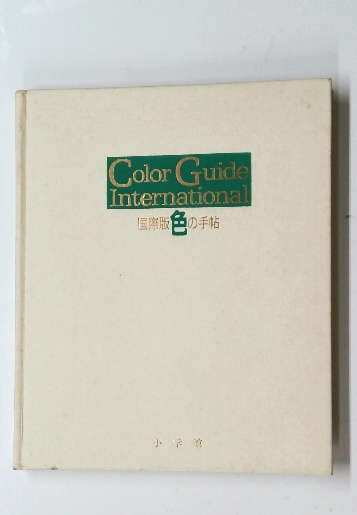 Color Guide
International
国際版 色の手帖
小学館